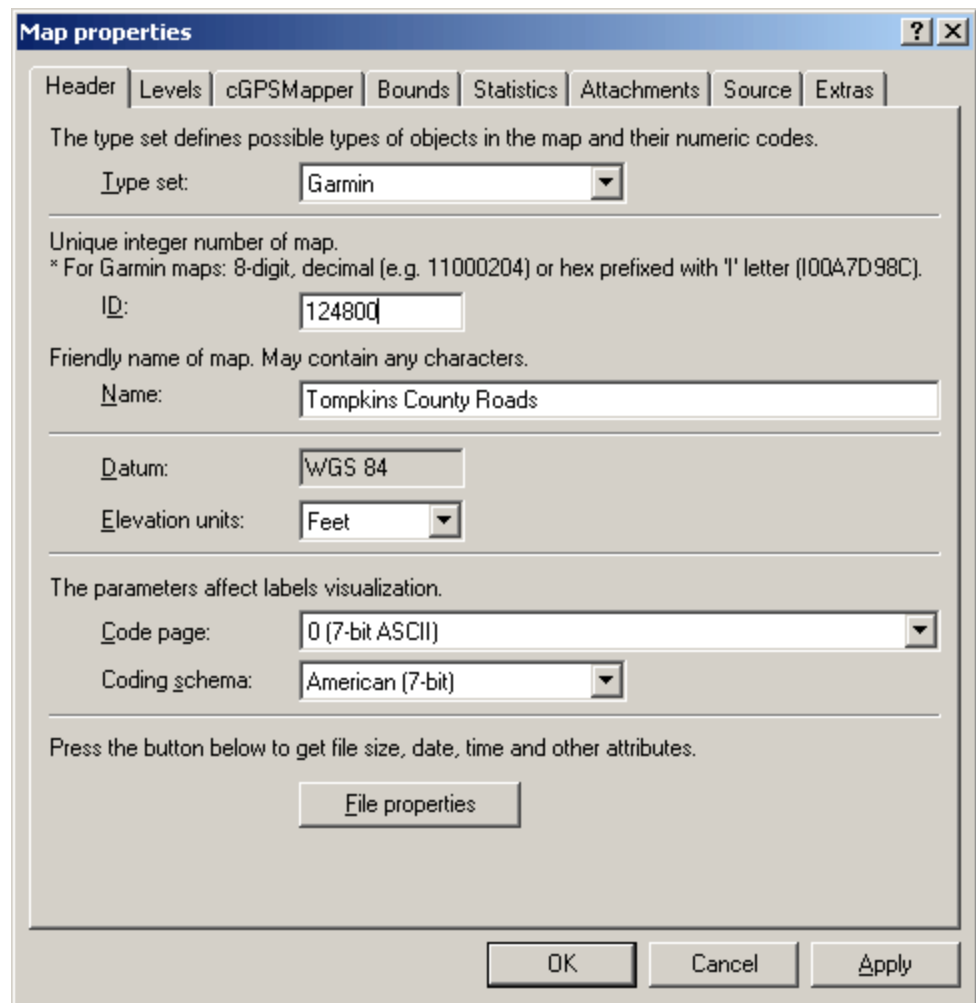 Map properties
Header Levels cGPSMapper Bounds Statistics Attachments Source Extras
The type set defines possible types of objects in the map and their numeric codes.
Type set: Garmin
Unique integer number of map.
* For Garmin maps: 8-digit, decimal (e.g. 11000204) or hex prefixed with 'I' letter (I00A7D98C).
ID: 124800
Friendly name of map. May contain any characters.
Name: Tompkins County Roads
Datum: WGS 84
Elevation units: Feet
The parameters affect labels visualization.
Code page: 0 (7-bit ASCII)
Coding schema: American (7-bit)
Press the button below to get file size, date, time and other attributes.
File properties
OK Cancel Apply